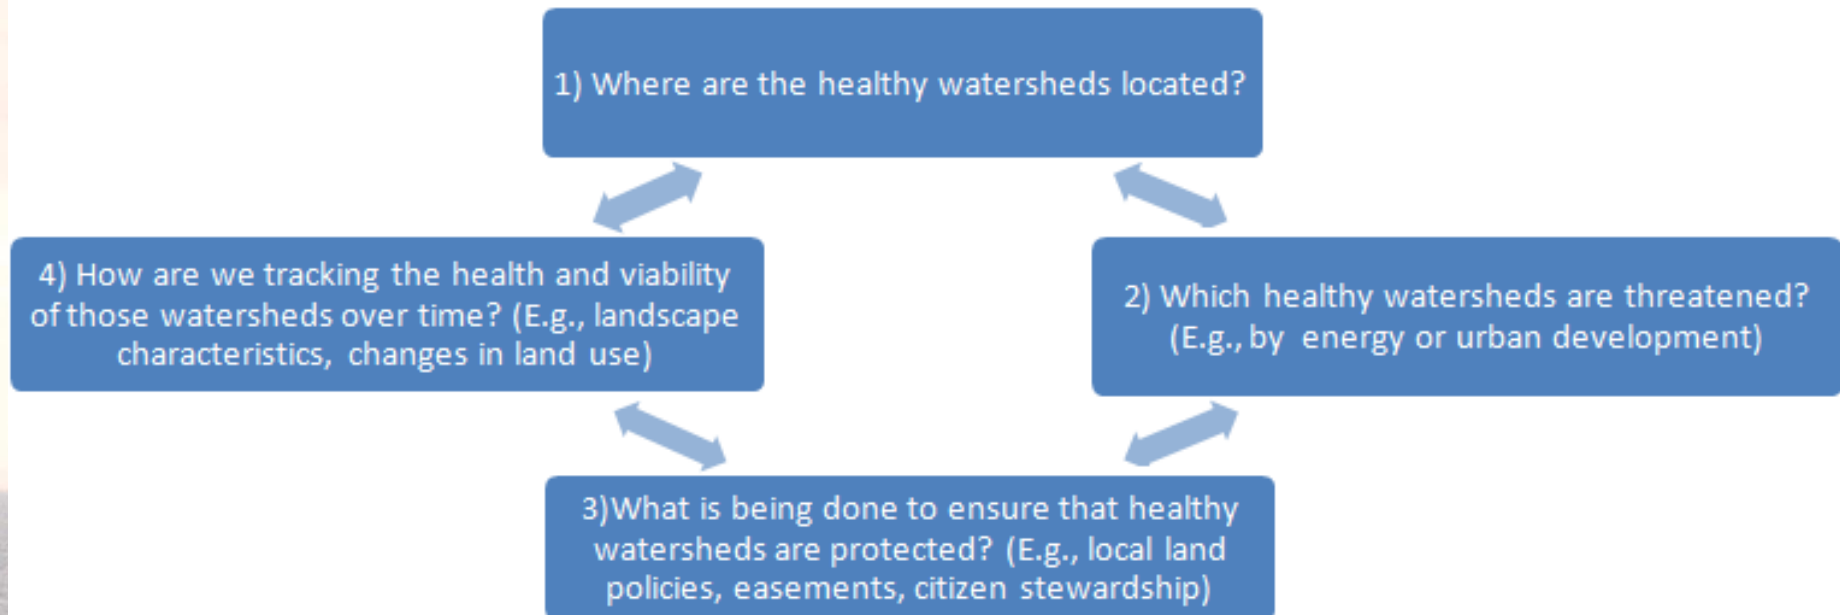 1) Where are the healthy watersheds located?
2) Which healthy watersheds are threatened?
(E.g., by energy or urban development)
3)What is being done to ensure that healthy
watersheds are protected? (E.g., local land
policies, easements, citizen stewardship)
4) How are we tracking the health and viability
of those watersheds over time? (E.g., landscape
characteristics, changes in land use)